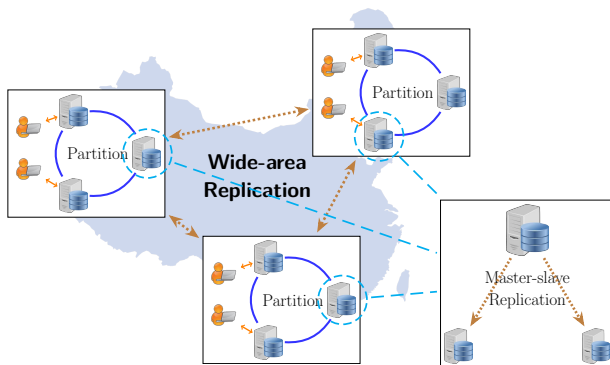 Partition
Partition
Wide-area
Replication
Partition
Master-slave
Replication